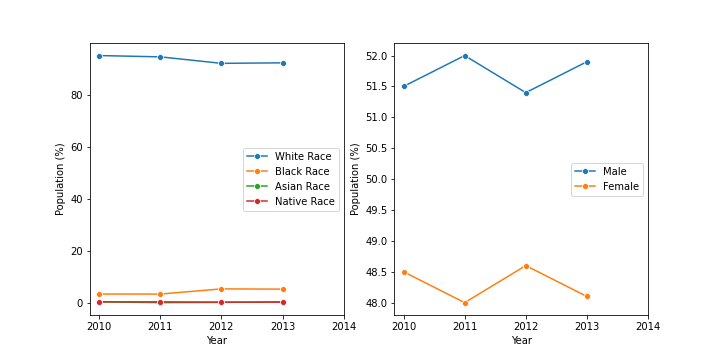 Population (%)
80
60
40
20
0
2010 2011 2012 2013 2014
Year
White Race
Black Race
Asian Race
Native Race
Population (%)
52.0
51.5
51.0
50.5
50.0
49.5
49.0
48.5
48.0
2010 2011 2012 2013 2014
Year
Male
Female